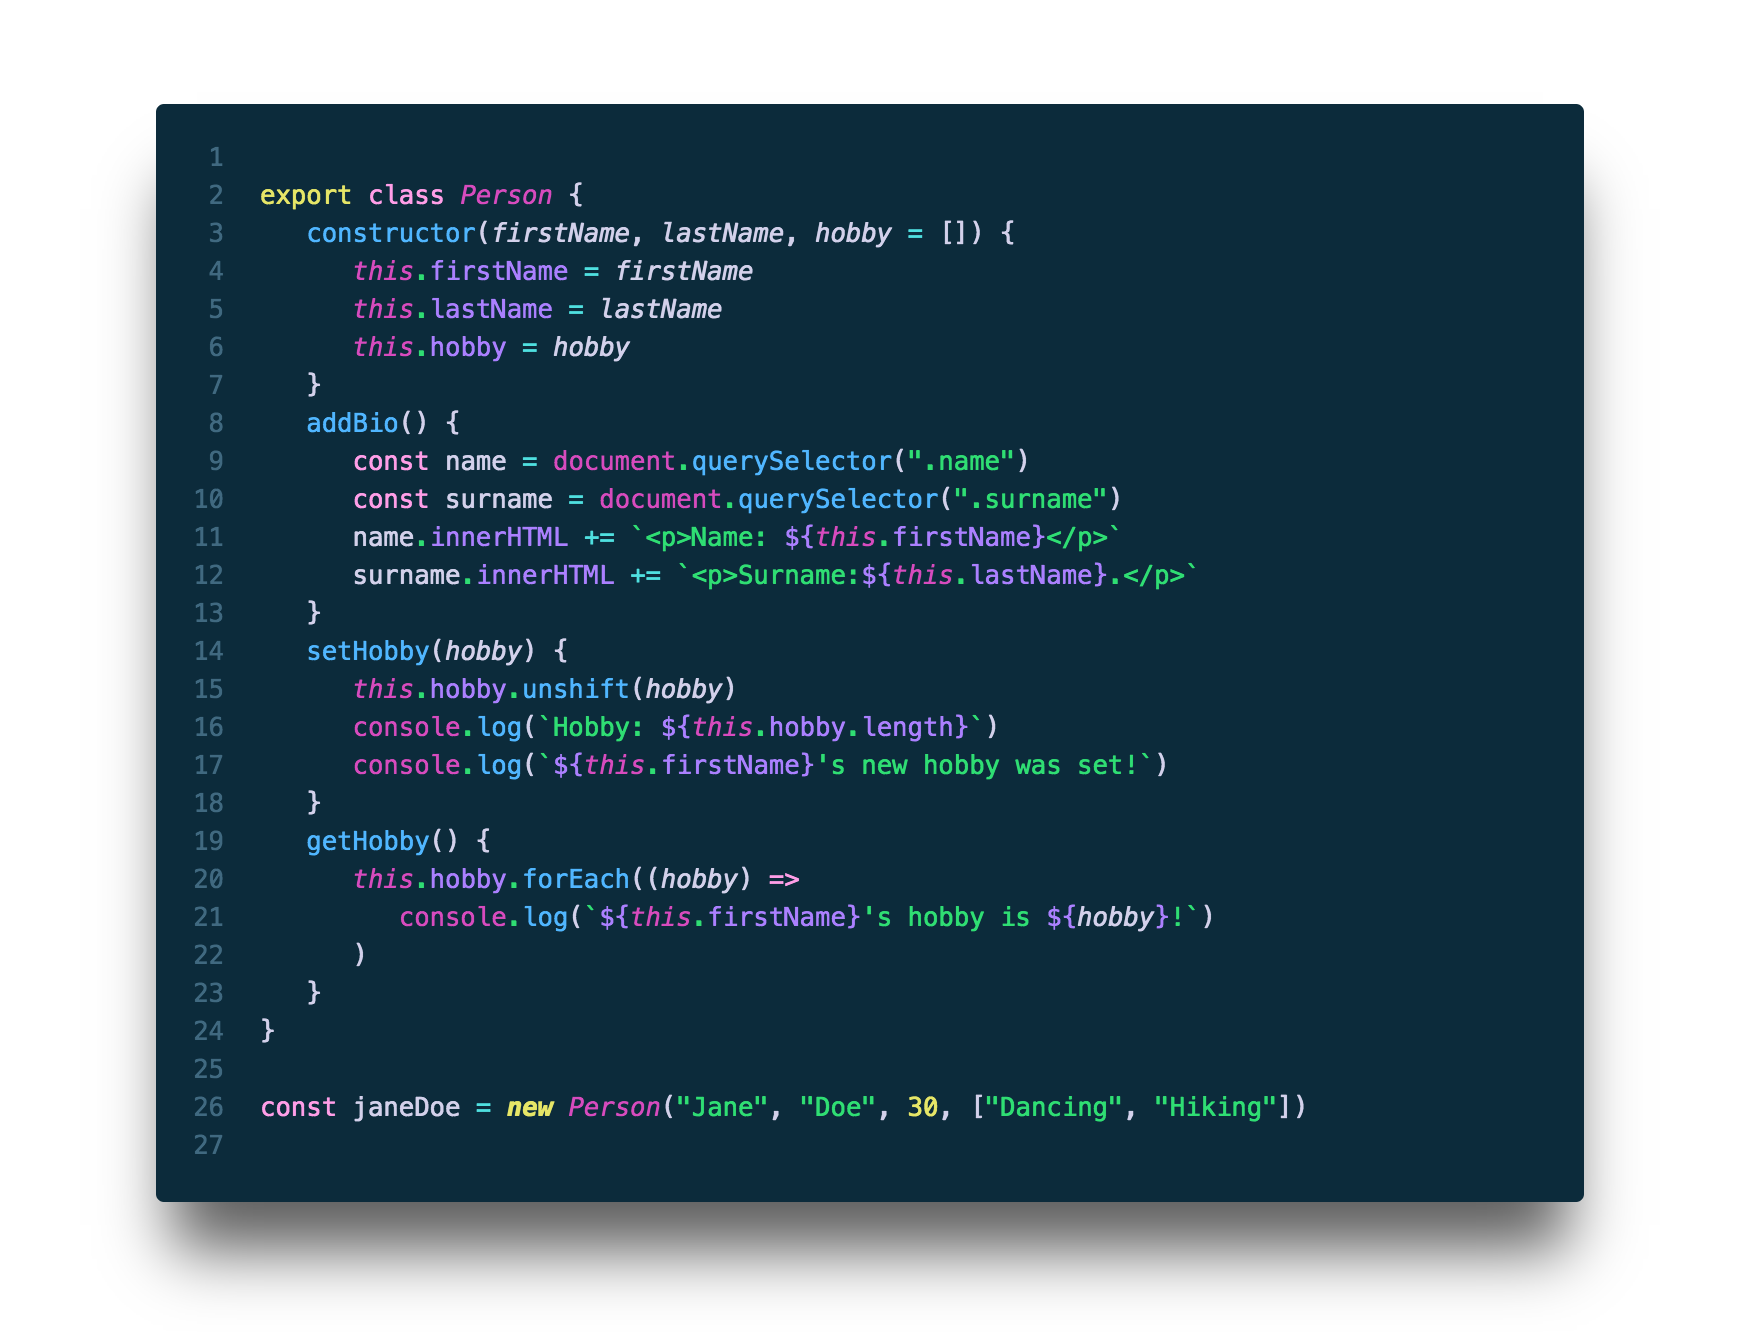 1
2 export class Person {
3    constructor(firstName, lastName, hobby = []) {
4       this.firstName = firstName
5       this.lastName = lastName
6       this.hobby = hobby
7    }
8    addBio() {
9       const name = document.querySelector(".name")
10       const surname = document.querySelector(".surname")
11       name.innerHTML += `<p>Name: ${this.firstName}</p>`
12       surname.innerHTML += `<p>Surname:${this.lastName}.</p>`
13    }
14    setHobby(hobby) {
15       this.hobby.unshift(hobby)
16       console.log(`Hobby: ${this.hobby.length}`)
17       console.log(`${this.firstName}'s new hobby was set!`)
18    }
19    getHobby() {
20       this.hobby.forEach((hobby) =>
21          console.log(`${this.firstName}'s hobby is ${hobby}!`)
22       )
23    }
24 }
25
26 const janeDoe = new Person("Jane", "Doe", 30, ["Dancing", "Hiking"])
27